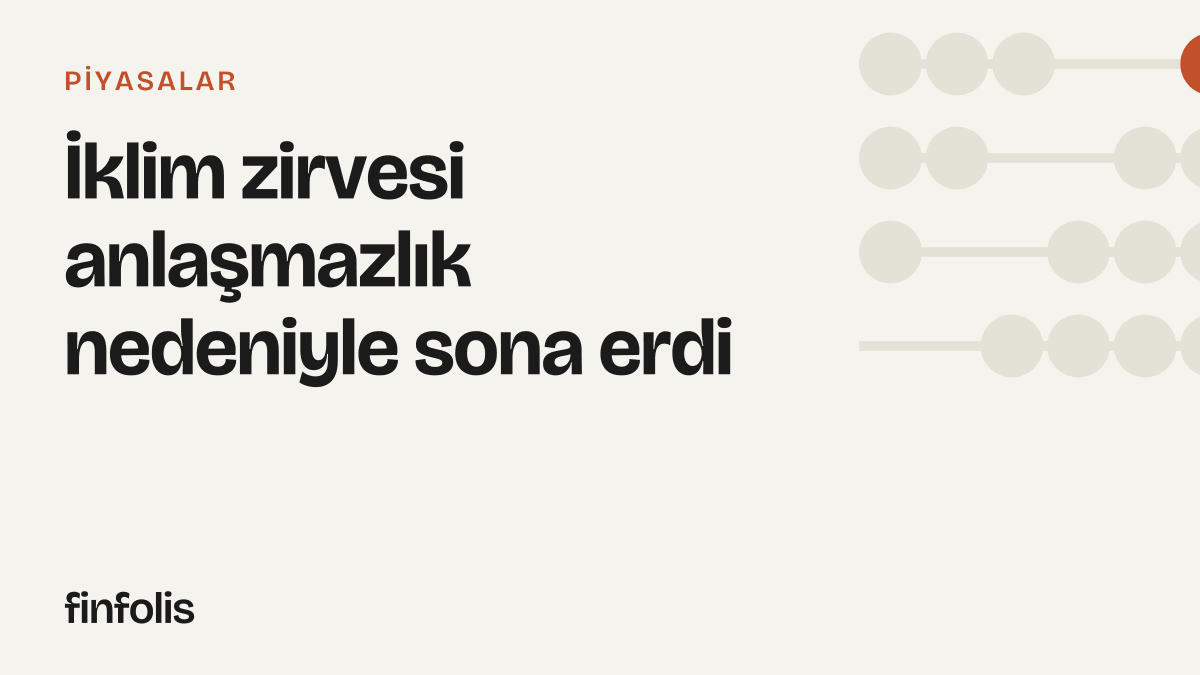 PİYASALAR
İklim zirvesi
anlaşmazlık
nedeniyle sona erdi
finfolis